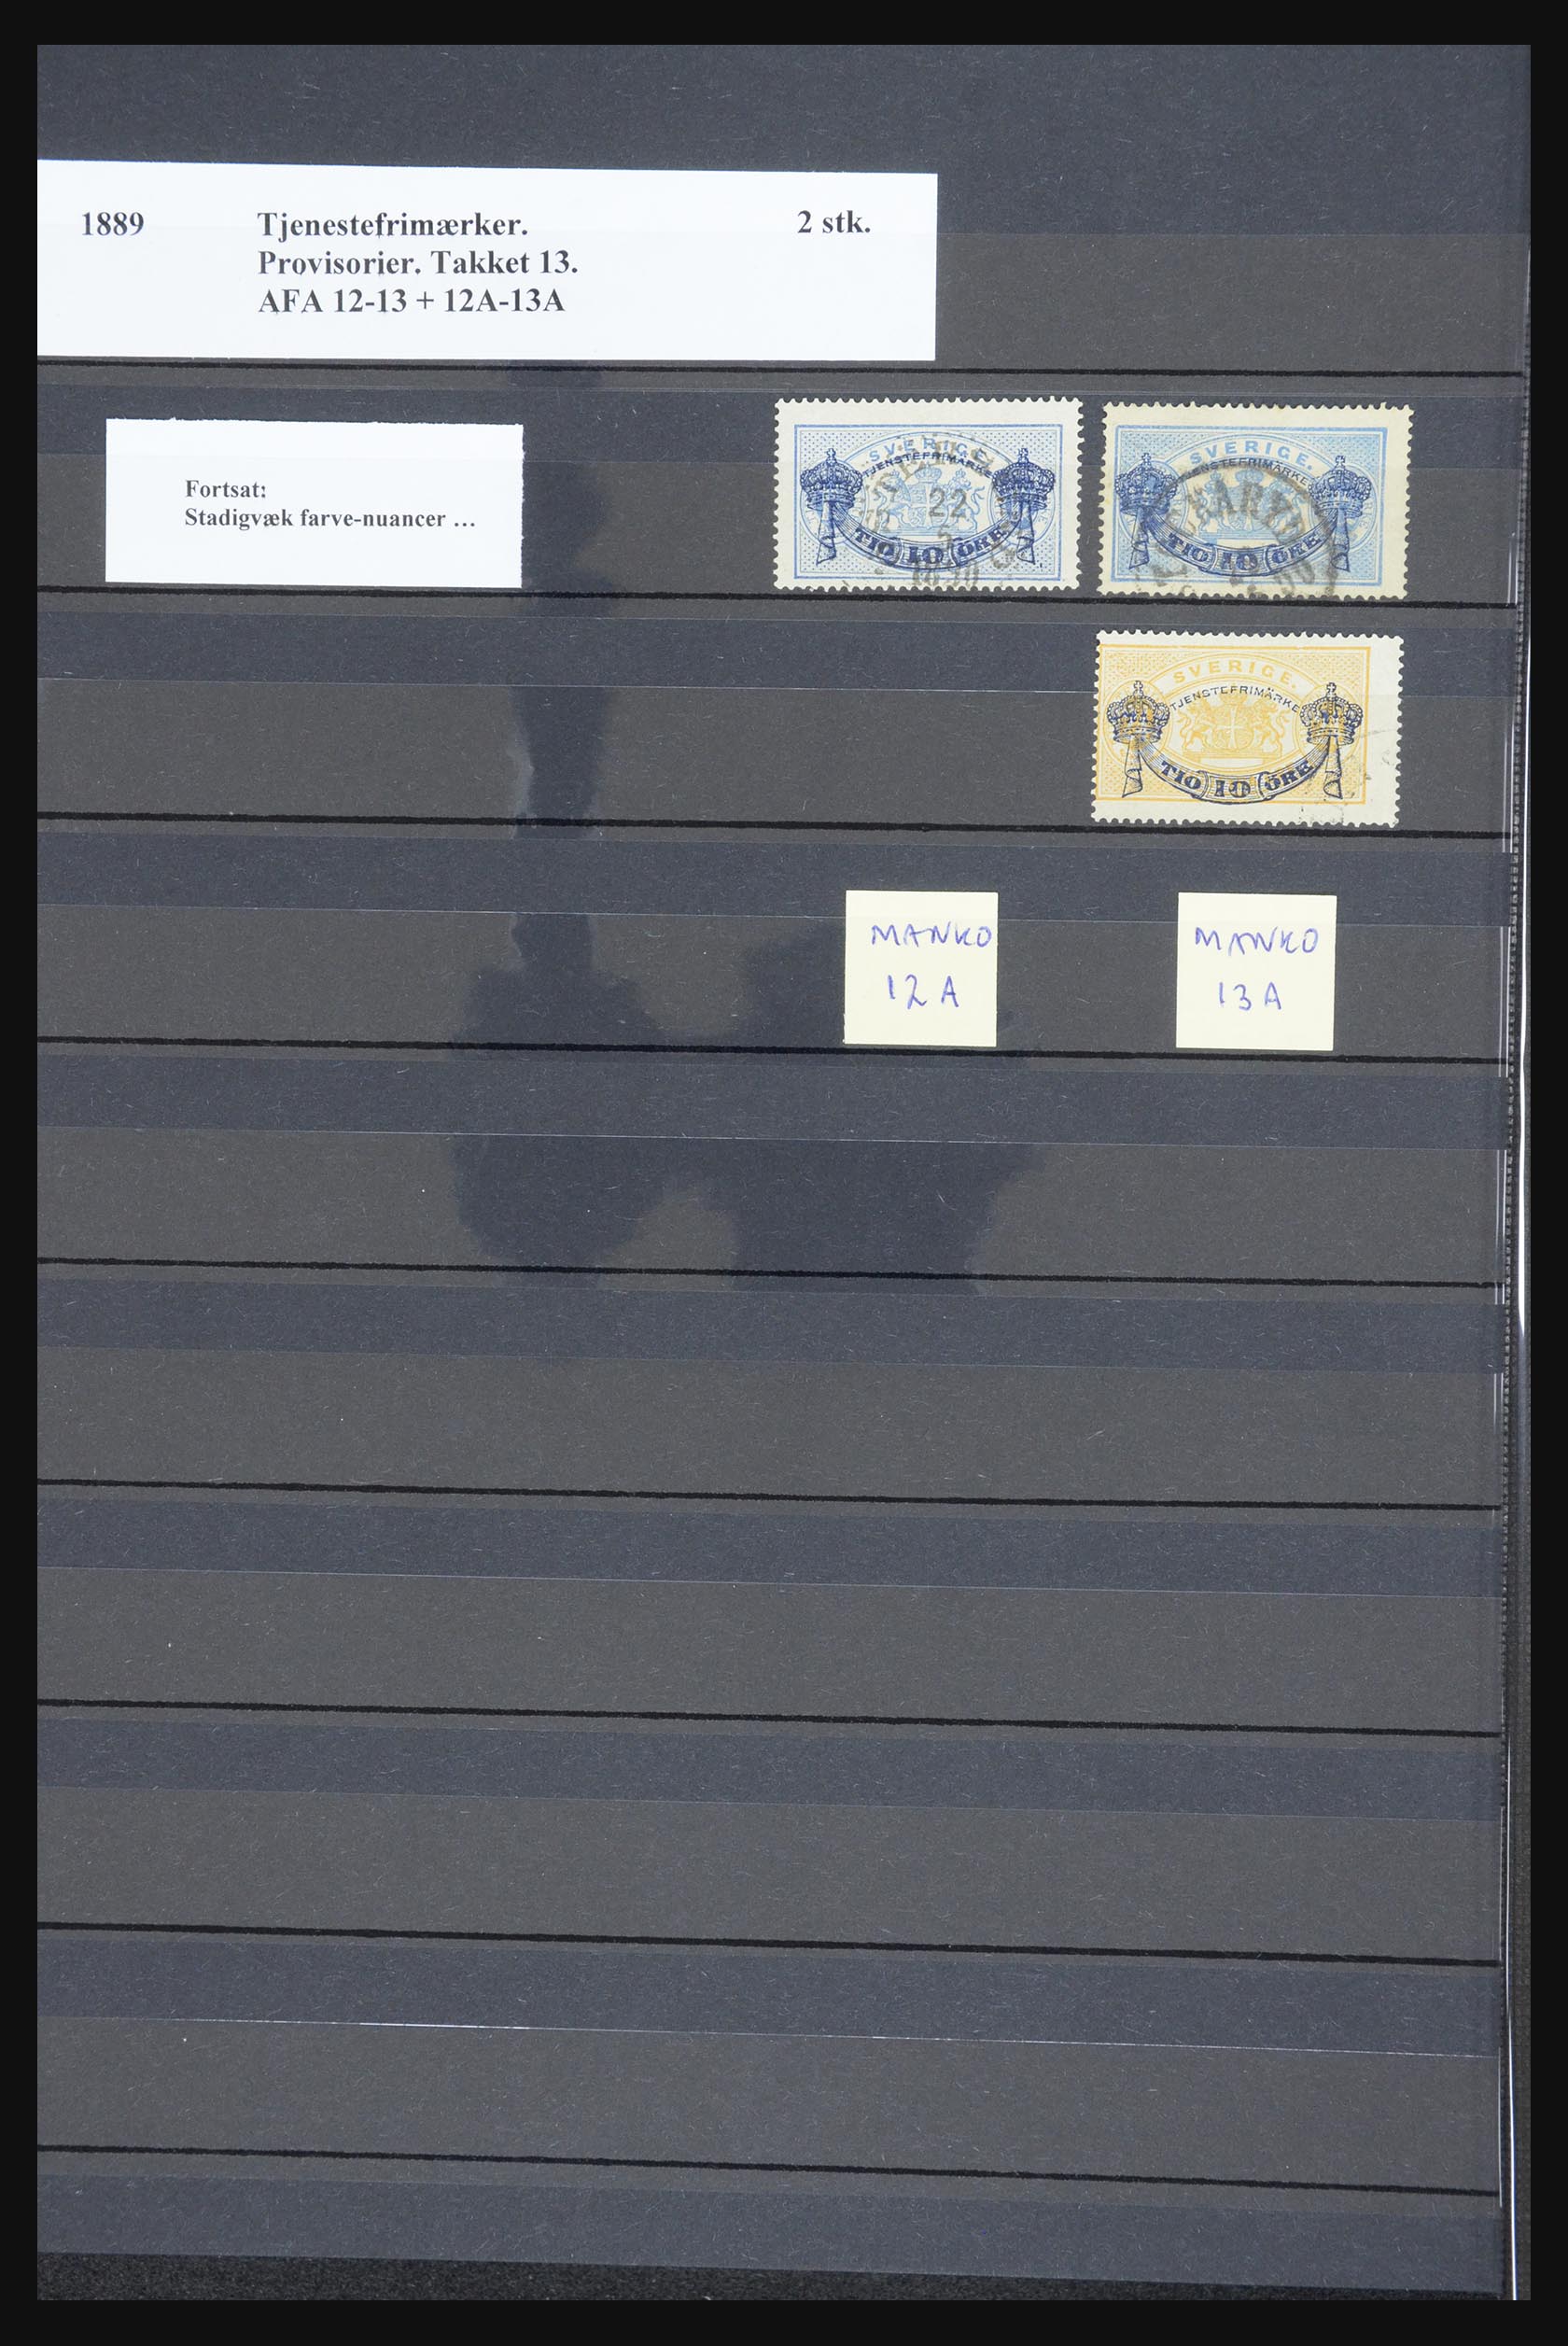 1889 Tjenestefrimærker. 2 stk.
Provisorier. Takket 13.
AFA 12-13 + 12A-13A
Fortsat:
Stadigvæk farve-nuancer ...
SVERIGE.
TJENSTEFRIMÄRKE
22
TIO 10 ÖRE
SVERIGE.
TJENSTEFRIMÄRKE
TIO 10 ÖRE
SVERIGE.
TJENSTEFRIMÄRKE
TIO 10 ÖRE
MANKO
12 A
MANKO
13 A